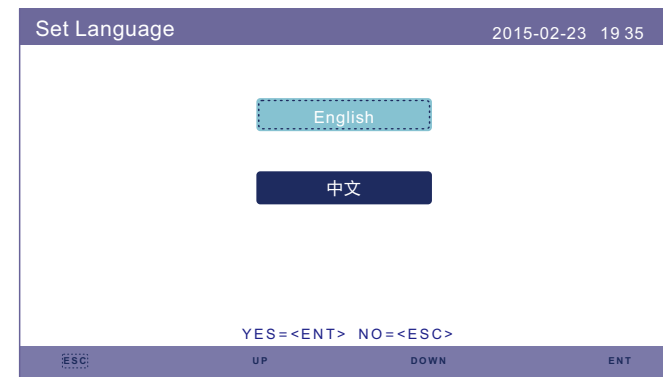 Set Language 2015-02-23 19 35
English
中文
YES=<ENT> NO=<ESC>
ESC UP DOWN ENT